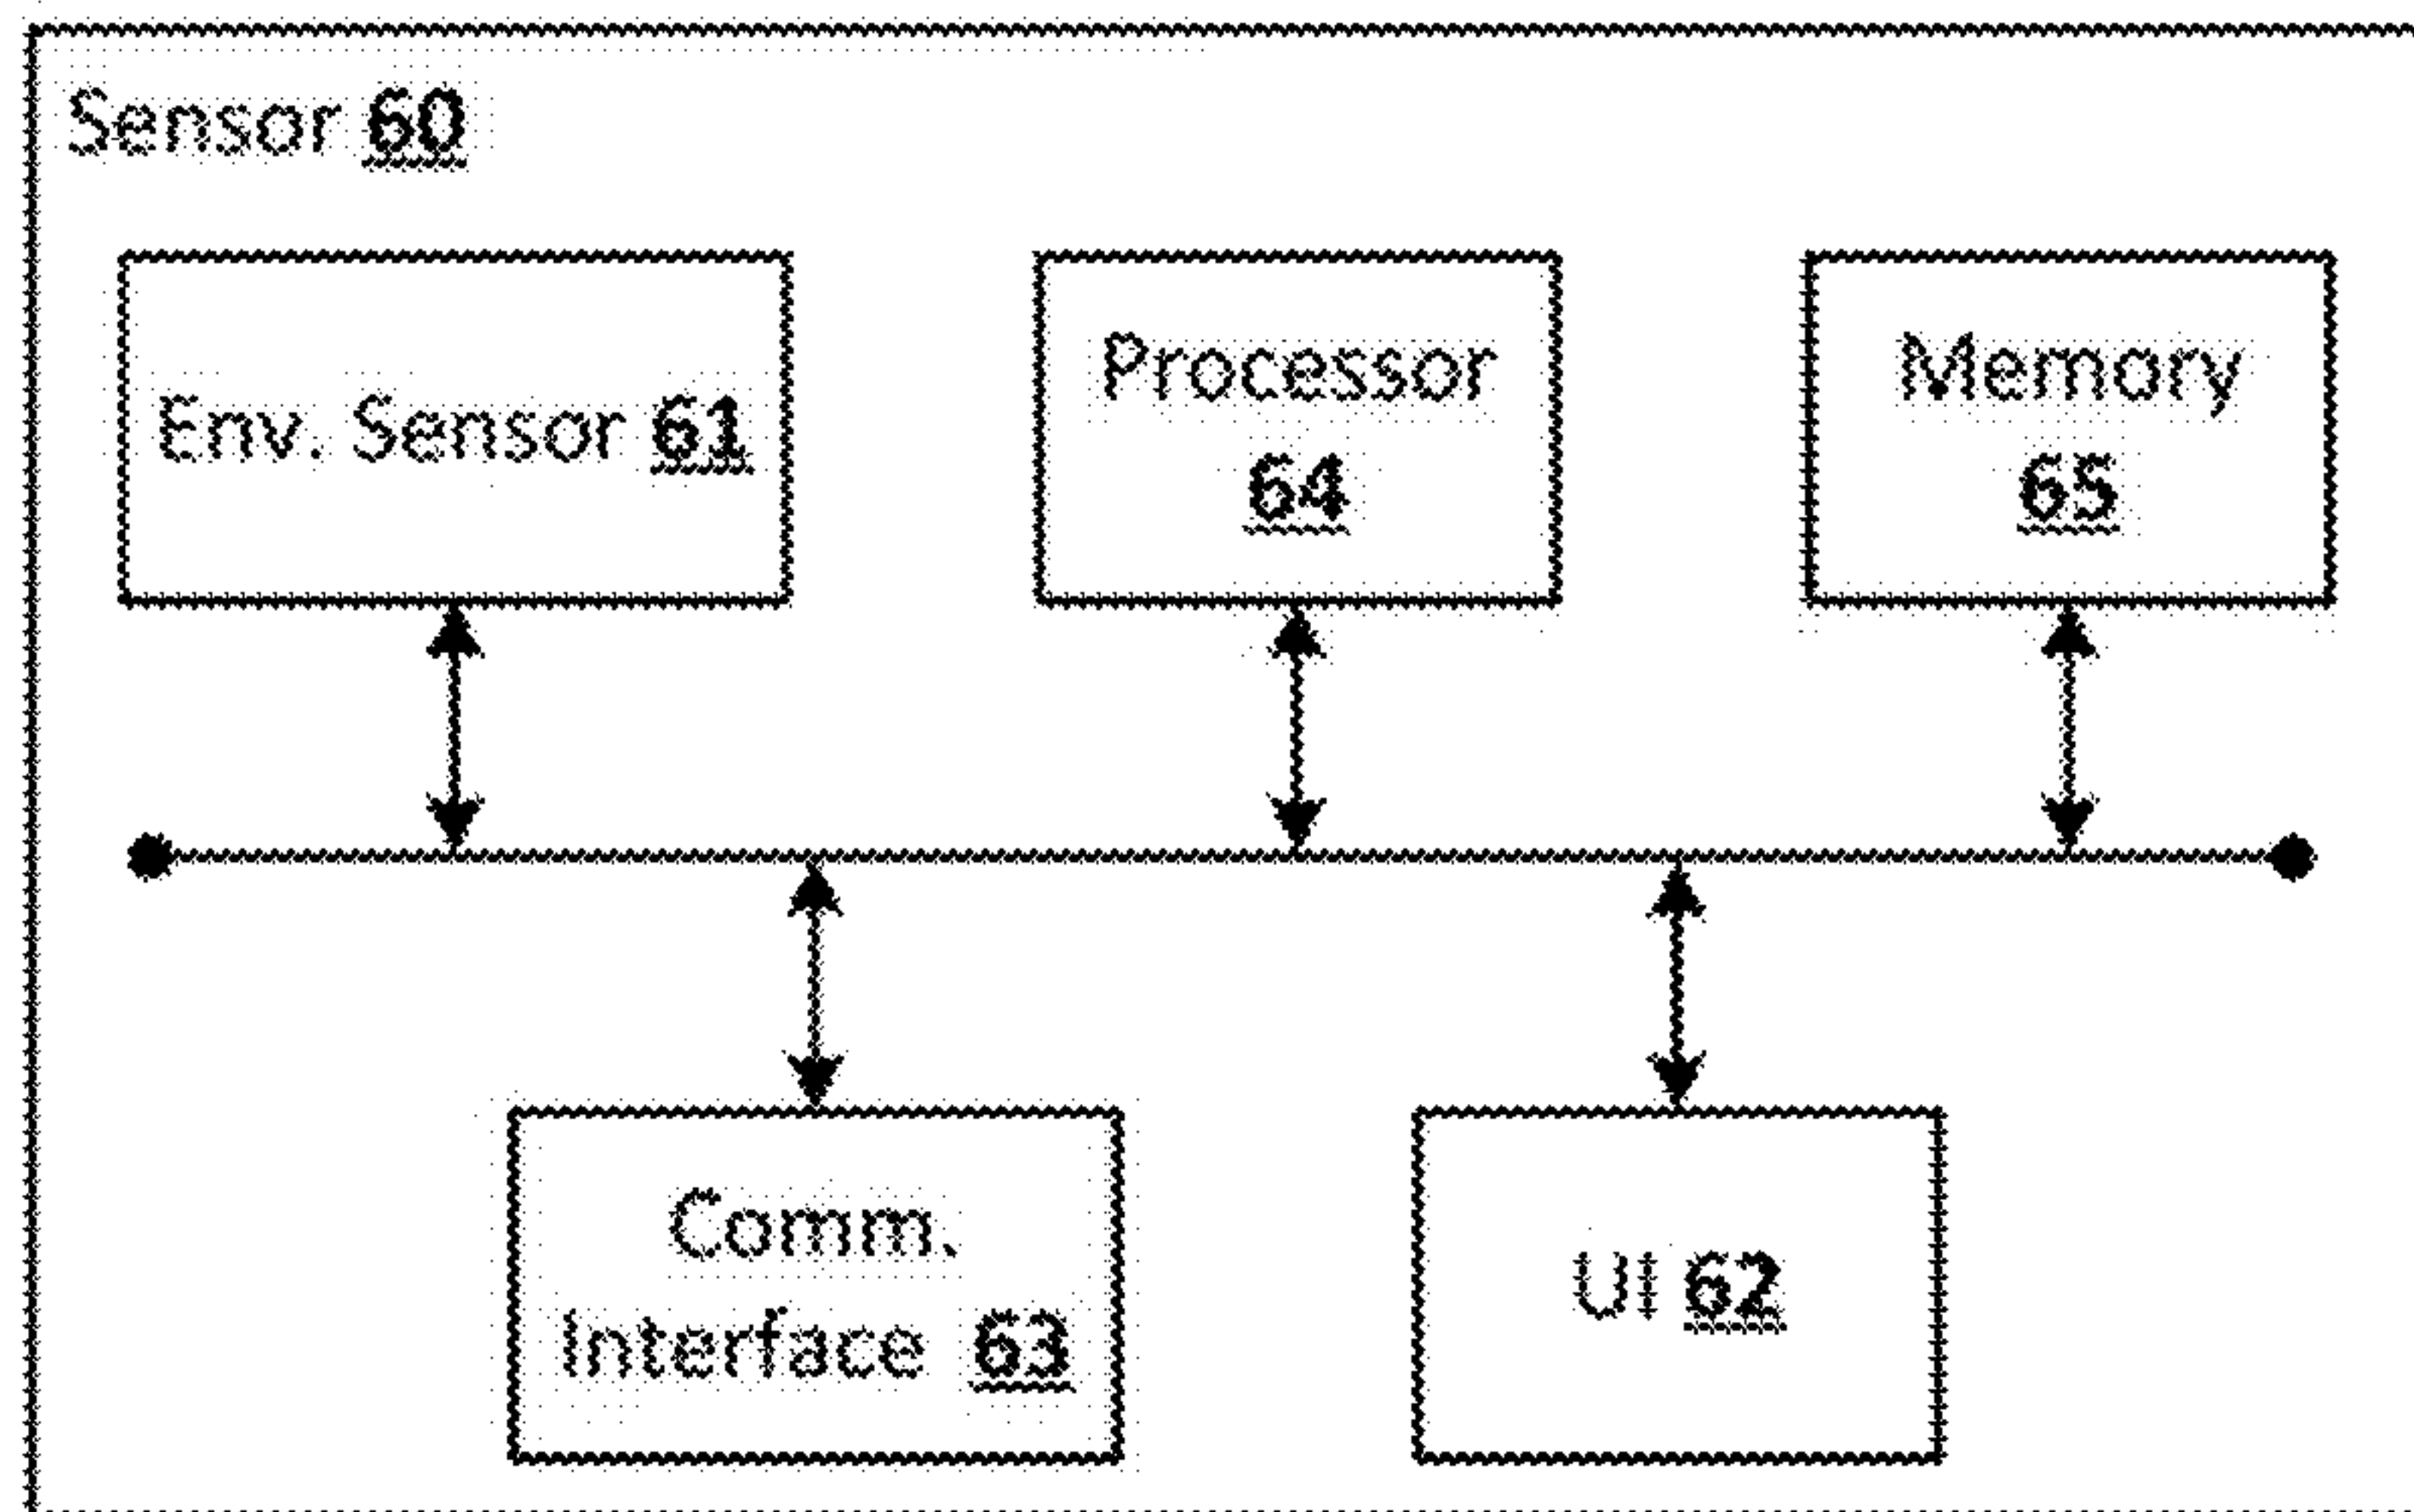 Sensor 60
Env. Sensor 61
Processor
64
Memory
65
Comm.
Interface 63
UI 62